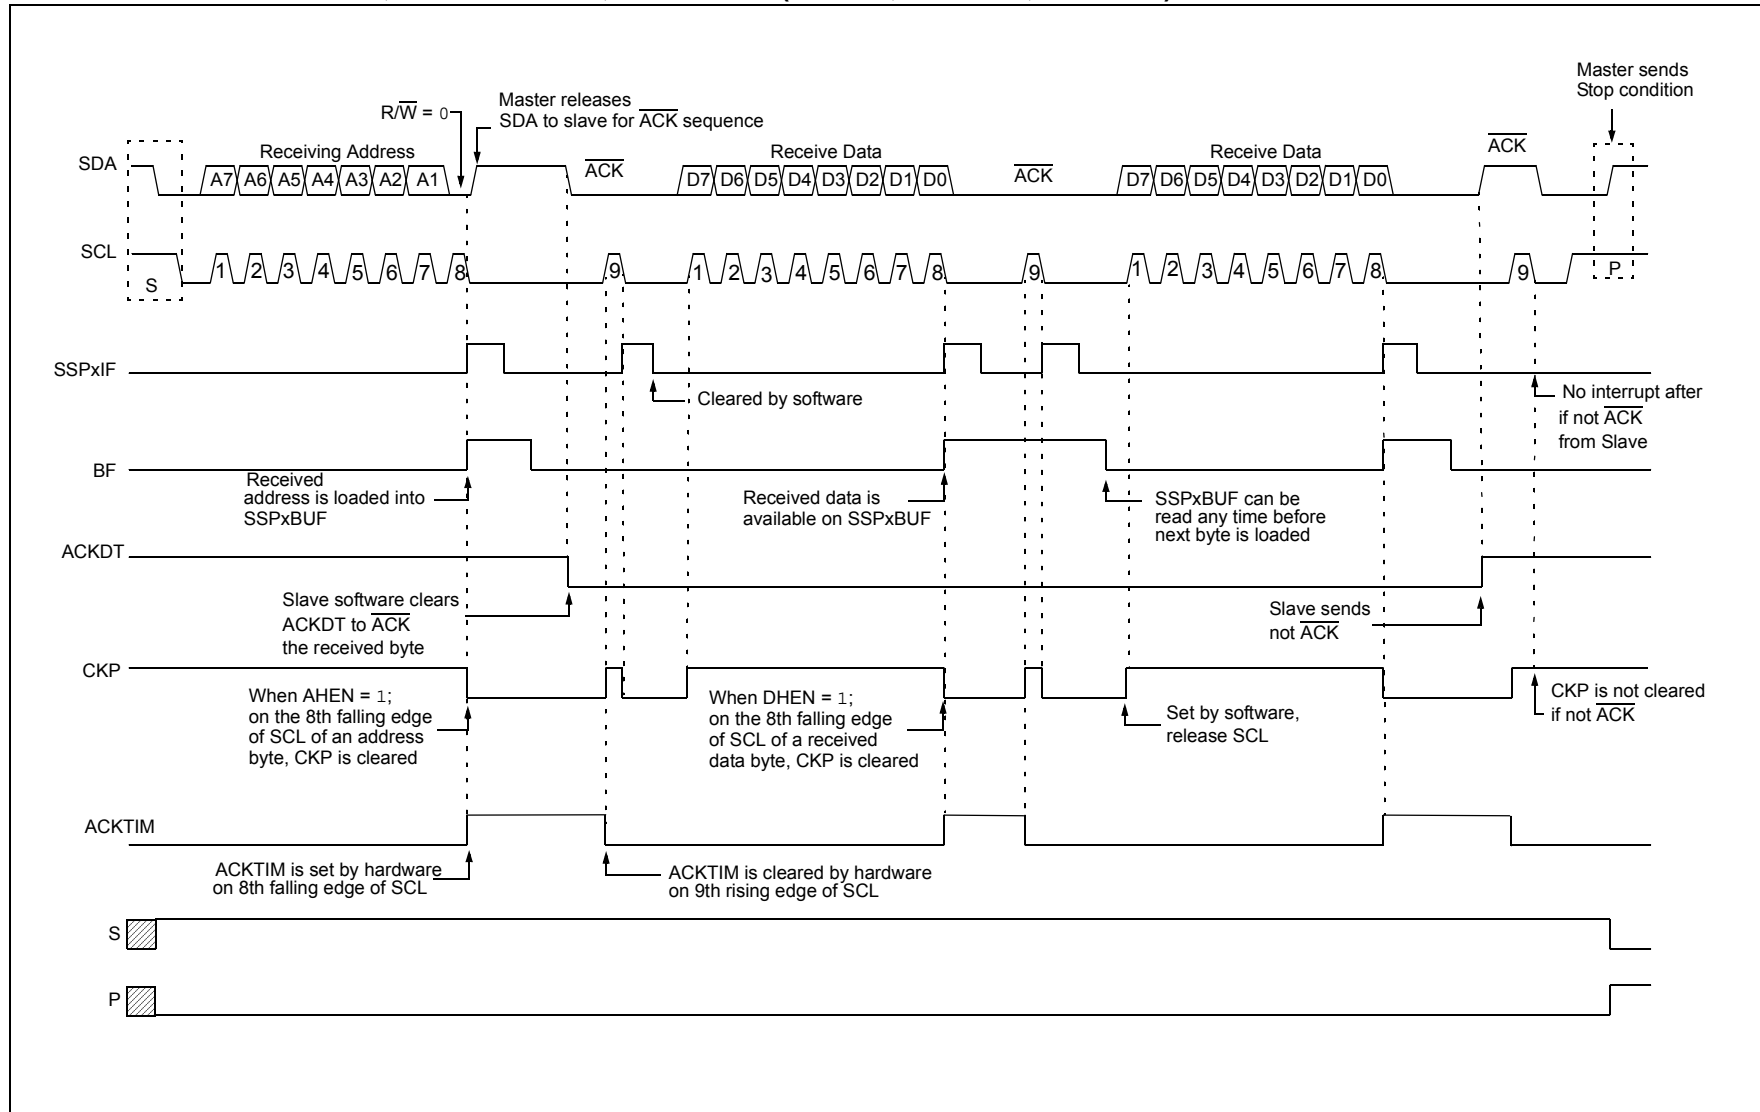 Master sends
Stop condition
R/W = 0
Master releases
SDA to slave for ACK sequence
SDA
Receiving Address
ACK
Receive Data
ACK
Receive Data
ACK
A7 A6 A5 A4 A3 A2 A1
D7 D6 D5 D4 D3 D2 D1 D0
D7 D6 D5 D4 D3 D2 D1 D0
SCL
S
1 2 3 4 5 6 7 8
9
1 2 3 4 5 6 7 8
9
1 2 3 4 5 6 7 8
9
P
SSPxIF
Cleared by software
No interrupt after
if not ACK
from Slave
BF
Received
address is loaded into
SSPxBUF
Received data is
available on SSPxBUF
SSPxBUF can be
read any time before
next byte is loaded
ACKDT
Slave software clears
ACKDT to ACK
the received byte
Slave sends
not ACK
CKP
When AHEN = 1;
on the 8th falling edge
of SCL of an address
byte, CKP is cleared
When DHEN = 1;
on the 8th falling edge
of SCL of a received
data byte, CKP is cleared
Set by software,
release SCL
CKP is not cleared
if not ACK
ACKTIM
ACKTIM is set by hardware
on 8th falling edge of SCL
ACKTIM is cleared by hardware
on 9th rising edge of SCL
S
P